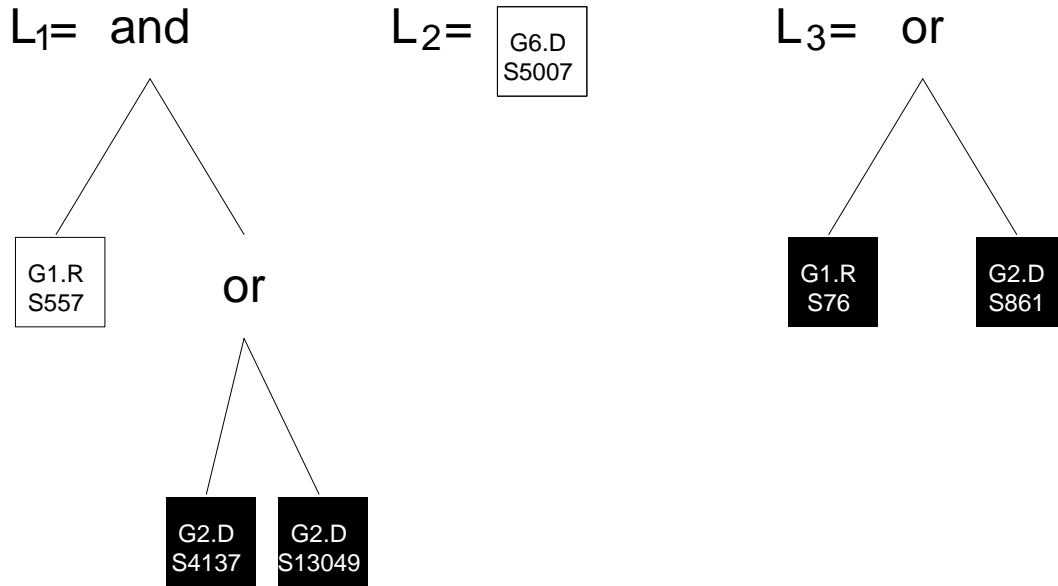 L1= and
L2=
G6.D
S5007
L3= or
G1.R
S557
or
G1.R
S76
G2.D
S861
G2.D
S4137
G2.D
S13049